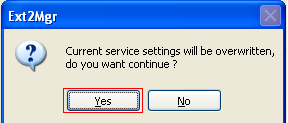 Ext2Mgr
Current service settings will be overwritten,
do you want continue ?
Yes
No